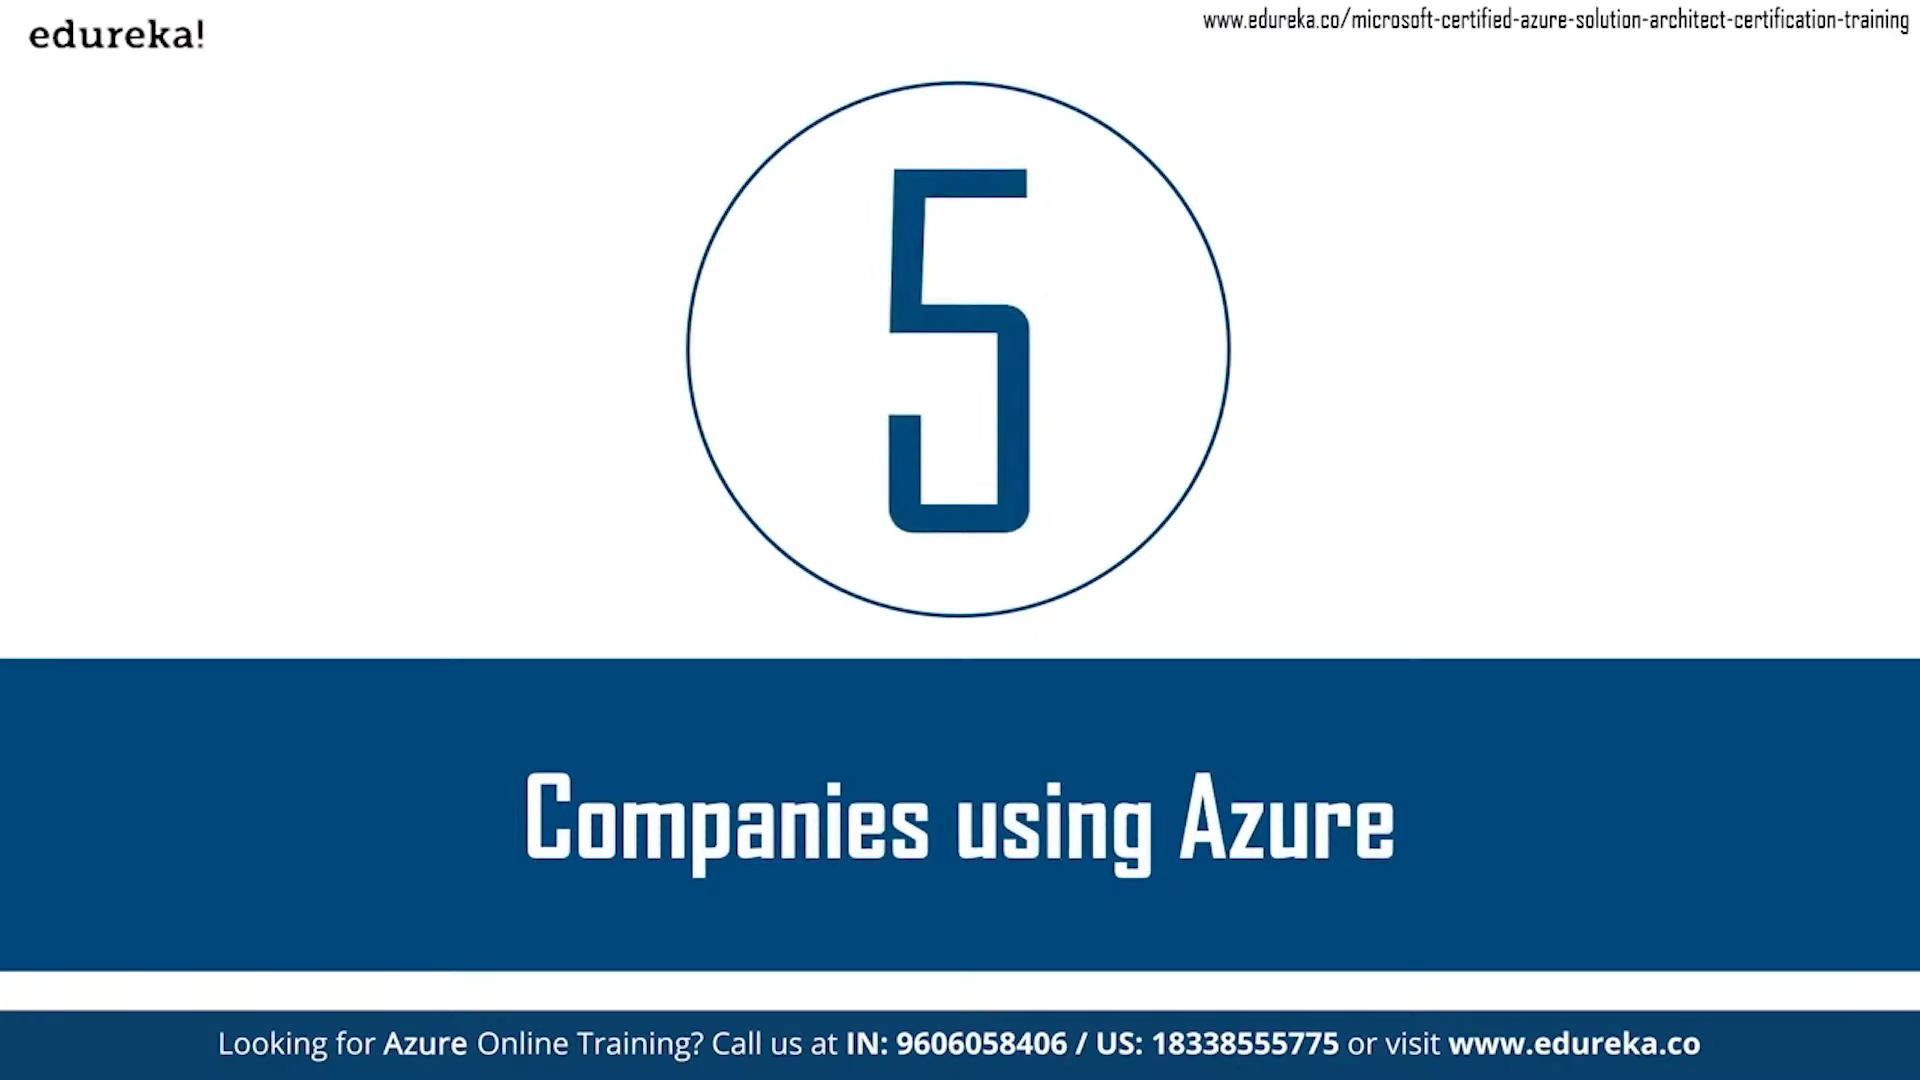 edureka!
www.edureka.co/microsoft-certified-azure-solution-architect-certification-training
5
Companies using Azure
Looking for Azure Online Training? Call us at IN: 9606058406 / US: 18338555775 or visit www.edureka.co